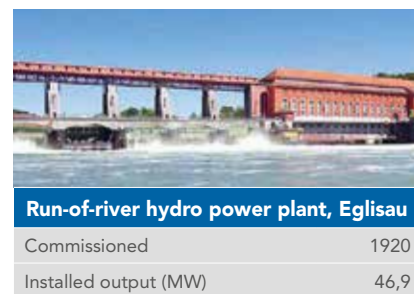 Run-of-river hydro power plant, Eglisau
Commissioned 1920
Installed output (MW) 46,9